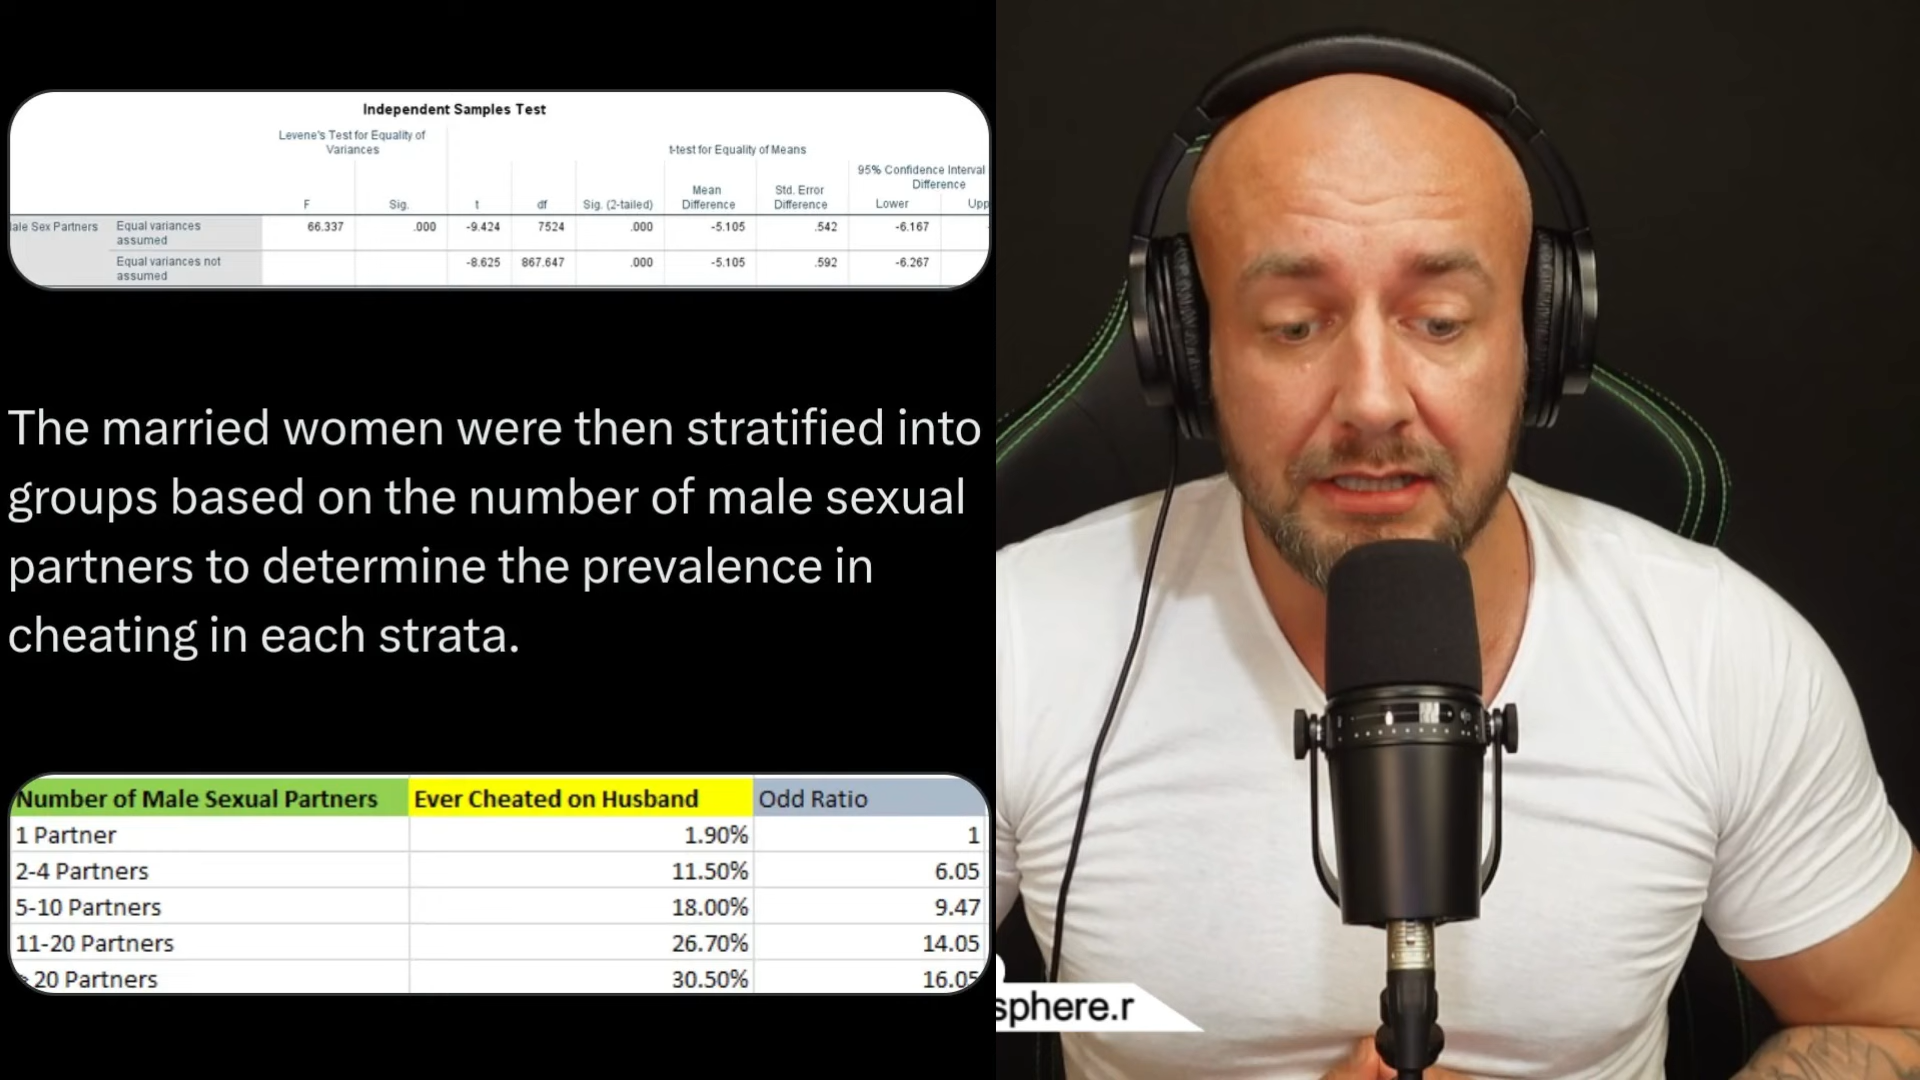 Independent Samples Test
Levene's Test for Equality of
Variances
t-test for Equality of Means
95% Confidence Interval
Difference
F Sig. t df Sig. (2-tailed) Mean Difference Std. Error Difference Lower Upp
ale Sex Partners Equal variances assumed 66.337 .000 -9.424 7524 .000 -5.105 .542 -6.167
Equal variances not assumed -8.625 867.647 .000 -5.105 .592 -6.267
The married women were then stratified into
groups based on the number of male sexual
partners to determine the prevalence in
cheating in each strata.
Number of Male Sexual Partners Ever Cheated on Husband Odd Ratio
1 Partner 1.90% 1
2-4 Partners 11.50% 6.05
5-10 Partners 18.00% 9.47
11-20 Partners 26.70% 14.05
20 Partners 30.50% 16.05
sphere.r